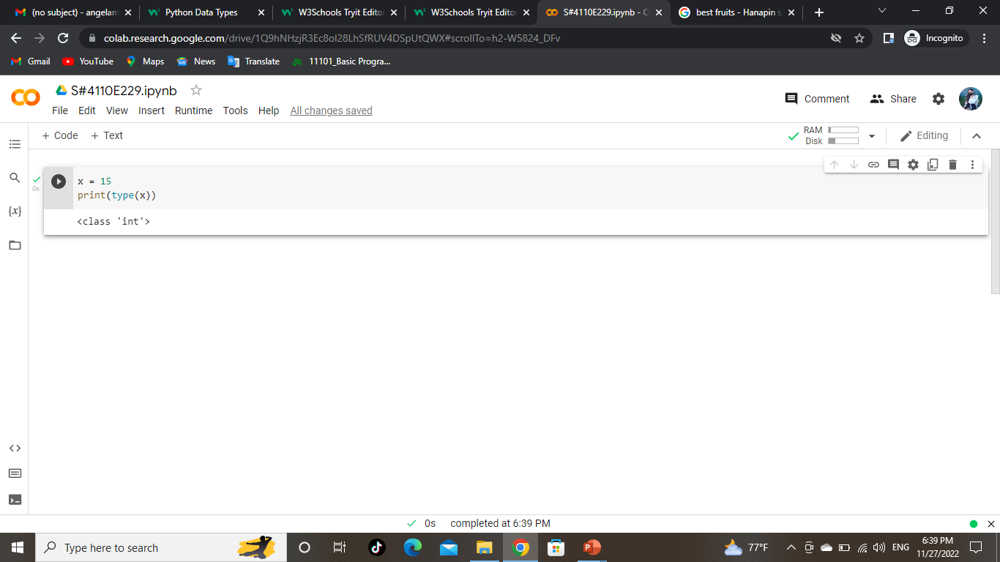 (no subject) - angelam
Python Data Types
W3Schools Tryit Editor
W3Schools Tryit Editor
S#4110E229.ipynb - C
best fruits - Hanapin s
colab.research.google.com/drive/1Q9hNHzjR3Ec8oI28LhSfRUV4DSpUtQWX#scrollTo=h2-W5824_DFv
Incognito
Gmail
YouTube
Maps
News
Translate
11101_Basic Progra...
S#4110E229.ipynb
Comment
Share
File Edit View Insert Runtime Tools Help All changes saved
+ Code + Text
RAM
Disk
Editing
0s
x = 15
print(type(x))
{x}
<class 'int'>
0s completed at 6:39 PM
Type here to search
77°F
ENG
6:39 PM
11/27/2022